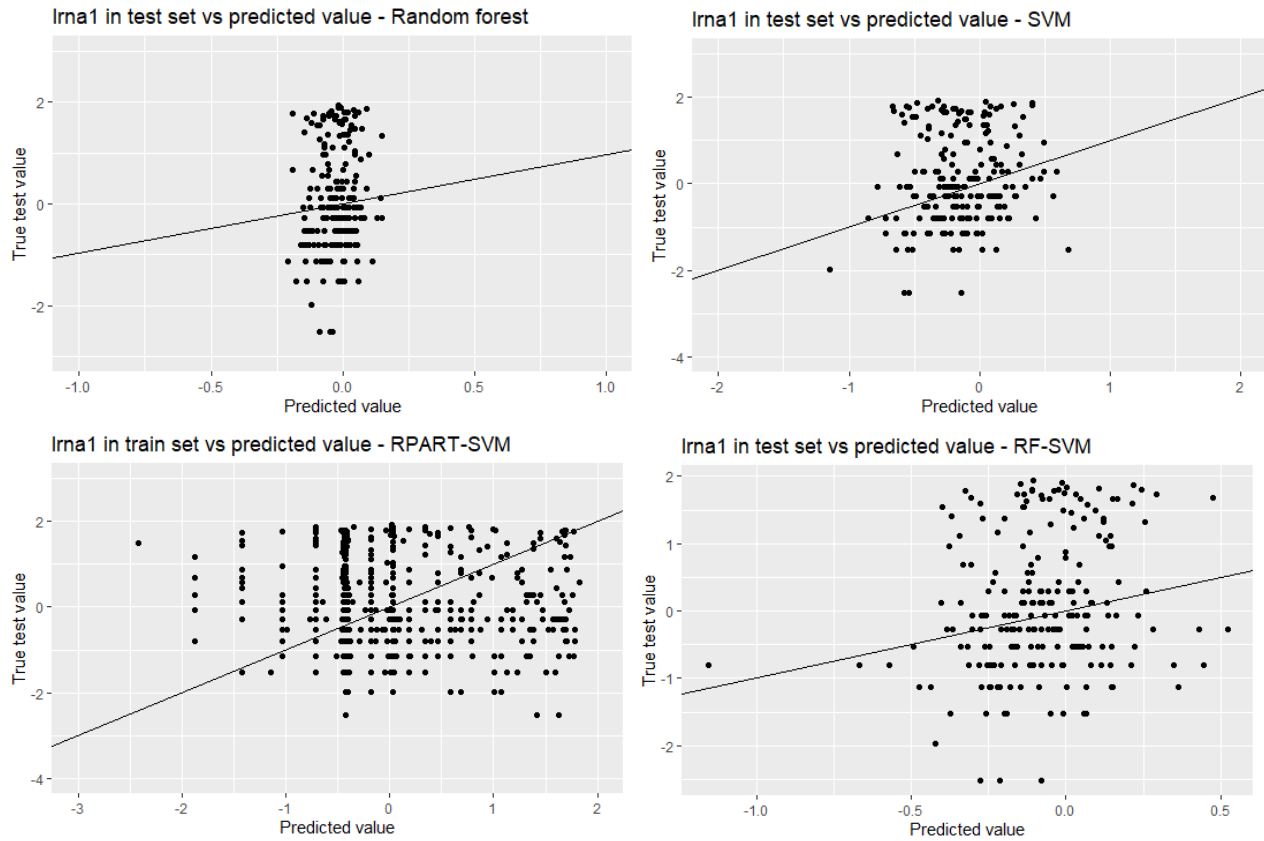 lrna1 in test set vs predicted value - Random forest
True test value
2
0
-2
-1.0 -0.5 0.0 0.5 1.0
Predicted value
lrna1 in test set vs predicted value - SVM
True test value
2
0
-2
-4
-2 -1 0 1 2
Predicted value
lrna1 in train set vs predicted value - RPART-SVM
True test value
2
0
-2
-4
-3 -2 -1 0 1 2
Predicted value
lrna1 in test set vs predicted value - RF-SVM
True test value
2
1
0
-1
-2
-1.0 -0.5 0.0 0.5
Predicted value